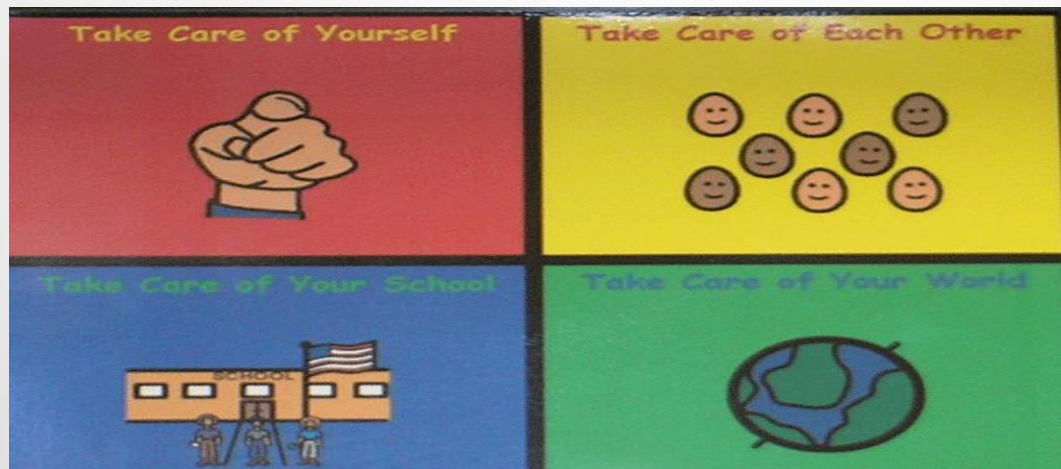 Take Care of Yourself
Take Care of Each Other
Take Care of Your School
SCHOOL
Take Care of Your World